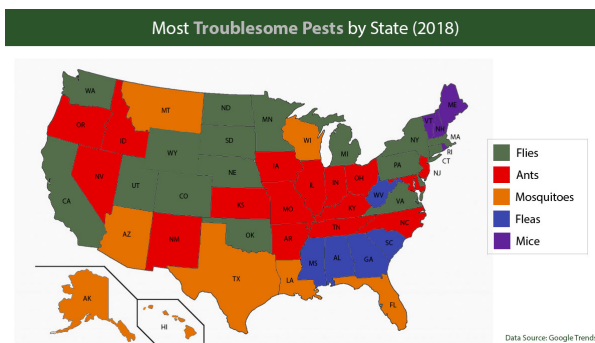 Most Troublesome Pests by State (2018)
WA
MT
ND
MN
ME
VT
NH
OR
ID
WI
NY
MA
SD
MI
RI
WY
CT
PA
NJ
IA
NE
NV
OH
IL
IN
UT
CO
WV
VA
CA
KS
MO
KY
NC
TN
AZ
NM
OK
AR
SC
MS
AL
GA
TX
LA
FL
AK
HI
Flies
Ants
Mosquitoes
Fleas
Mice
Data Source: Google Trends